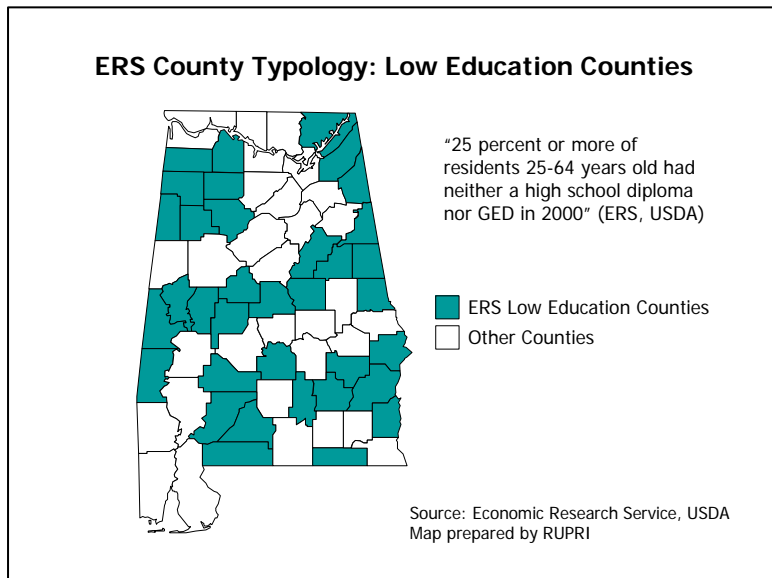 ERS County Typology: Low Education Counties
"25 percent or more of
residents 25-64 years old had
neither a high school diploma
nor GED in 2000" (ERS, USDA)
ERS Low Education Counties
Other Counties
Source: Economic Research Service, USDA
Map prepared by RUPRI